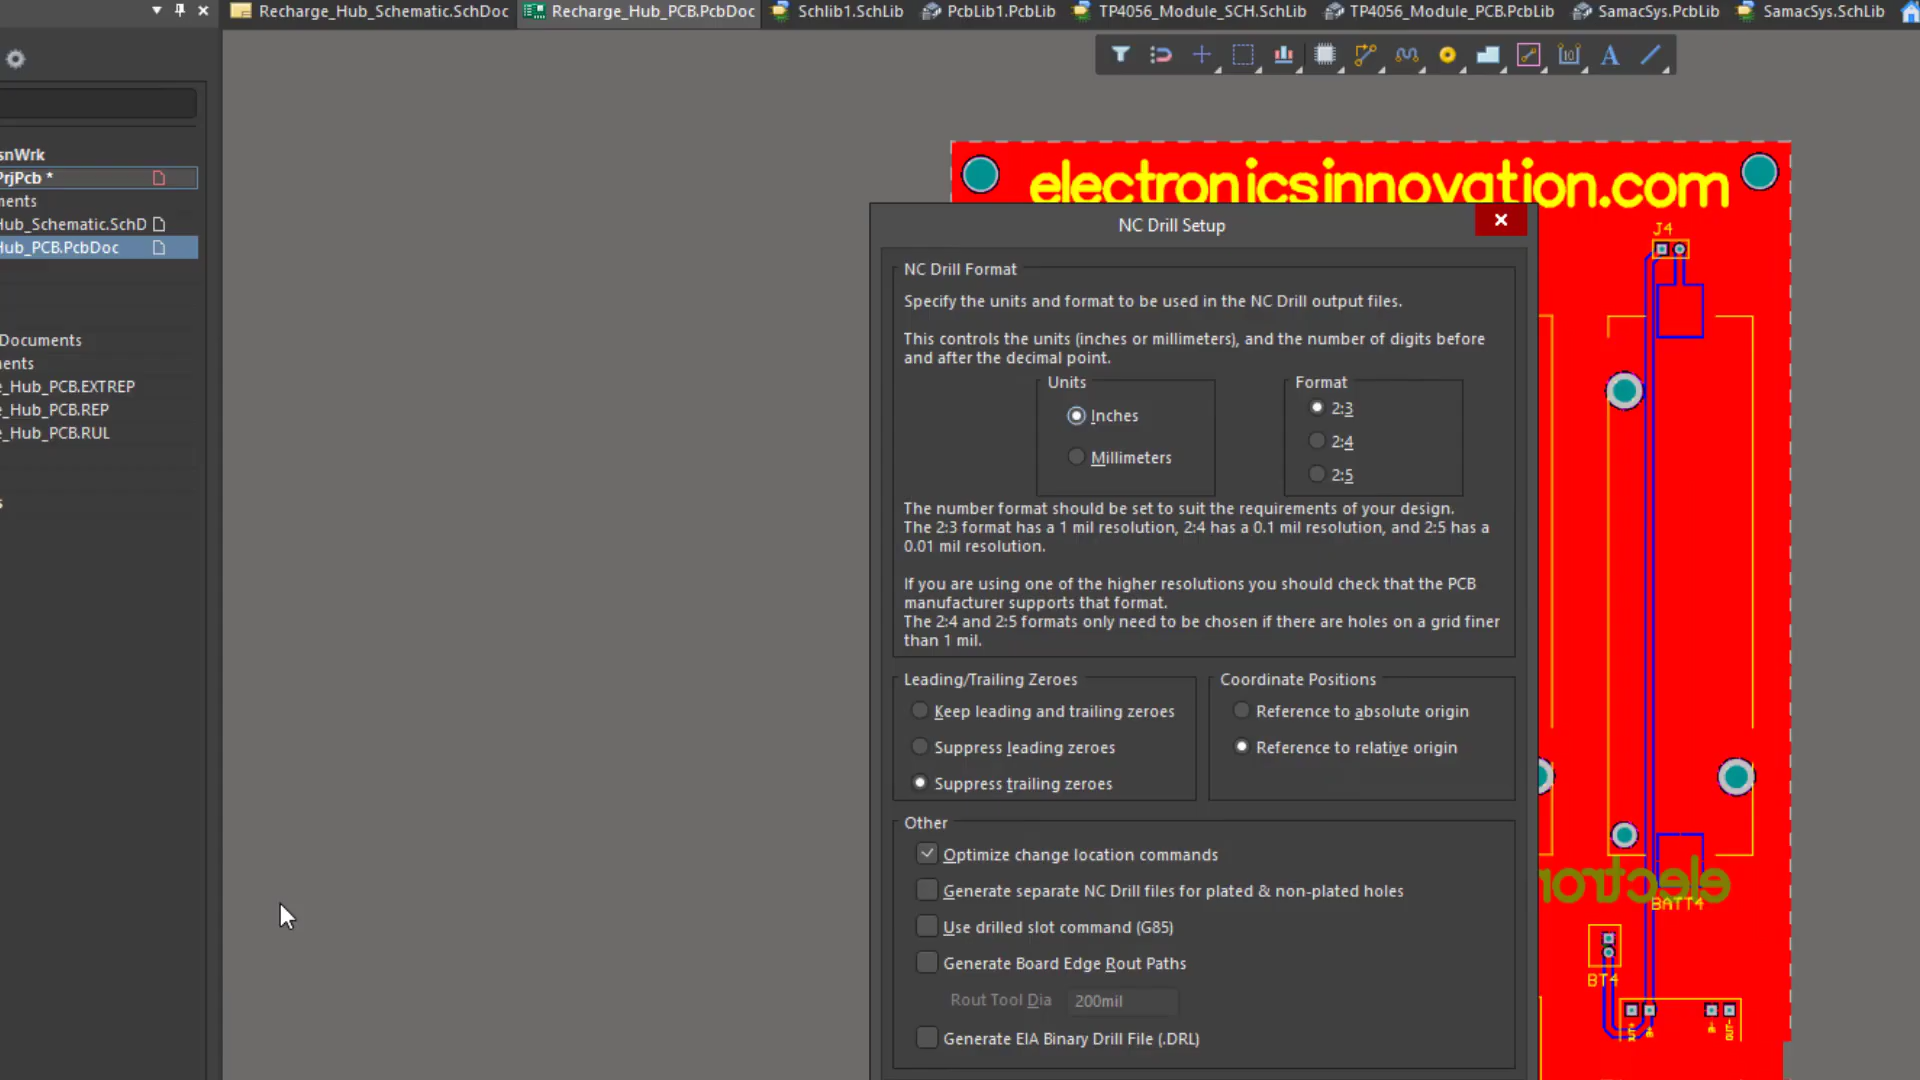 Recharge_Hub_Schematic.SchDoc
Recharge_Hub_PCB.PcbDoc
Schlib1.SchLib
PcbLib1.PcbLib
TP4056_Module_SCH.SchLib
TP4056_Module_PCB.PcbLib
SamacSys.PcbLib
SamacSys.SchLib
snWrk
PrjPcb *
ments
Hub_Schematic.SchD
Hub_PCB.PcbDoc
Documents
ments
e_Hub_PCB.EXTREP
e_Hub_PCB.REP
e_Hub_PCB.RUL
s
electronicsinnovation.com
J4
NC Drill Setup
NC Drill Format
Specify the units and format to be used in the NC Drill output files.
This controls the units (inches or millimeters), and the number of digits before
and after the decimal point.
Units
Format
Inches
2:3
2:4
Millimeters
2:5
The number format should be set to suit the requirements of your design.
The 2:3 format has a 1 mil resolution, 2:4 has a 0.1 mil resolution, and 2:5 has a
0.01 mil resolution.
If you are using one of the higher resolutions you should check that the PCB
manufacturer supports that format.
The 2:4 and 2:5 formats only need to be chosen if there are holes on a grid finer
than 1 mil.
Leading/Trailing Zeroes
Coordinate Positions
Keep leading and trailing zeroes
Reference to absolute origin
Suppress leading zeroes
Reference to relative origin
Suppress trailing zeroes
Other
Optimize change location commands
Generate separate NC Drill files for plated & non-plated holes
Use drilled slot command (G85)
Generate Board Edge Rout Paths
Rout Tool Dia
200mil
Generate EIA Binary Drill File (.DRL)
electron
BATT4
BT4